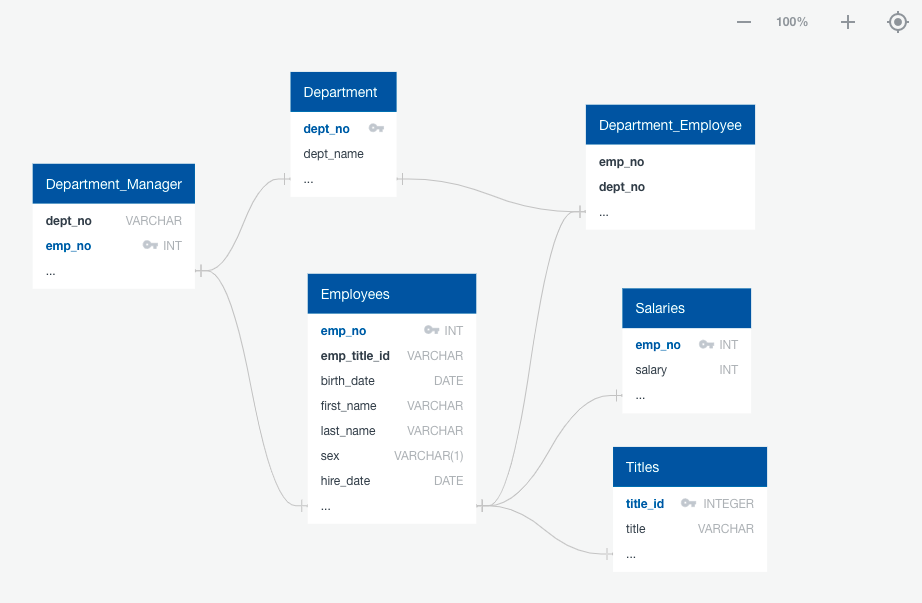 100%
Department
dept_no
dept_name
...
Department_Employee
emp_no
dept_no
...
Department_Manager
dept_no VARCHAR
emp_no INT
...
Employees
emp_no INT
emp_title_id VARCHAR
birth_date DATE
first_name VARCHAR
last_name VARCHAR
sex VARCHAR(1)
hire_date DATE
...
Salaries
emp_no INT
salary INT
...
Titles
title_id INTEGER
title VARCHAR
...